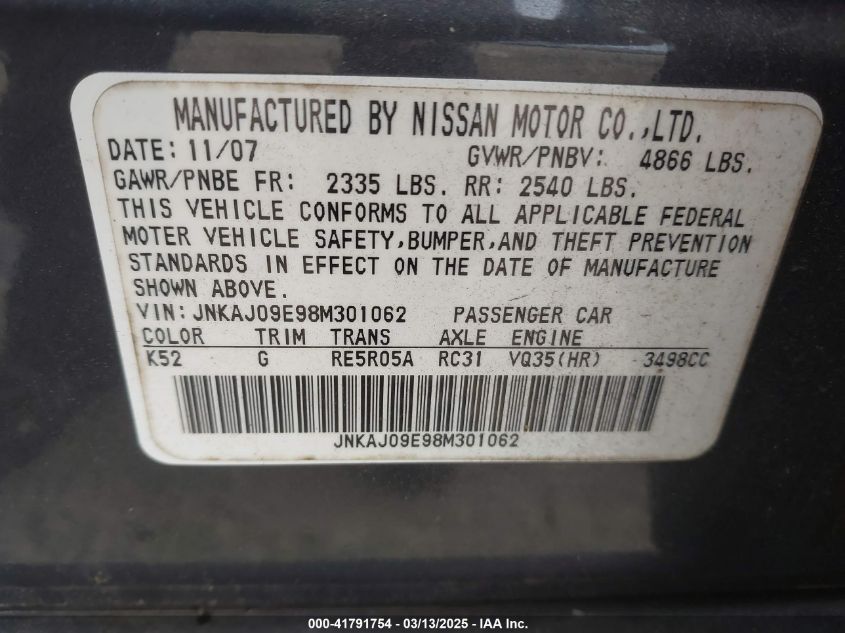 MANUFACTURED BY NISSAN MOTOR CO.,LTD.
DATE: 11/07 GVWR/PNBV: 4866 LBS.
GAWR/PNBE FR: 2335 LBS. RR: 2540 LBS.
THIS VEHICLE CONFORMS TO ALL APPLICABLE FEDERAL
MOTER VEHICLE SAFETY,BUMPER,AND THEFT PREVENTION
STANDARDS IN EFFECT ON THE DATE OF MANUFACTURE
SHOWN ABOVE.
VIN: JNKAJ09E98M301062 PASSENGER CAR
COLOR TRIM TRANS AXLE ENGINE
K52 G RE5R05A RC31 VQ35(HR) 3498CC
JNKAJ09E98M301062
000-41791754 - 03/13/2025 - IAA Inc.